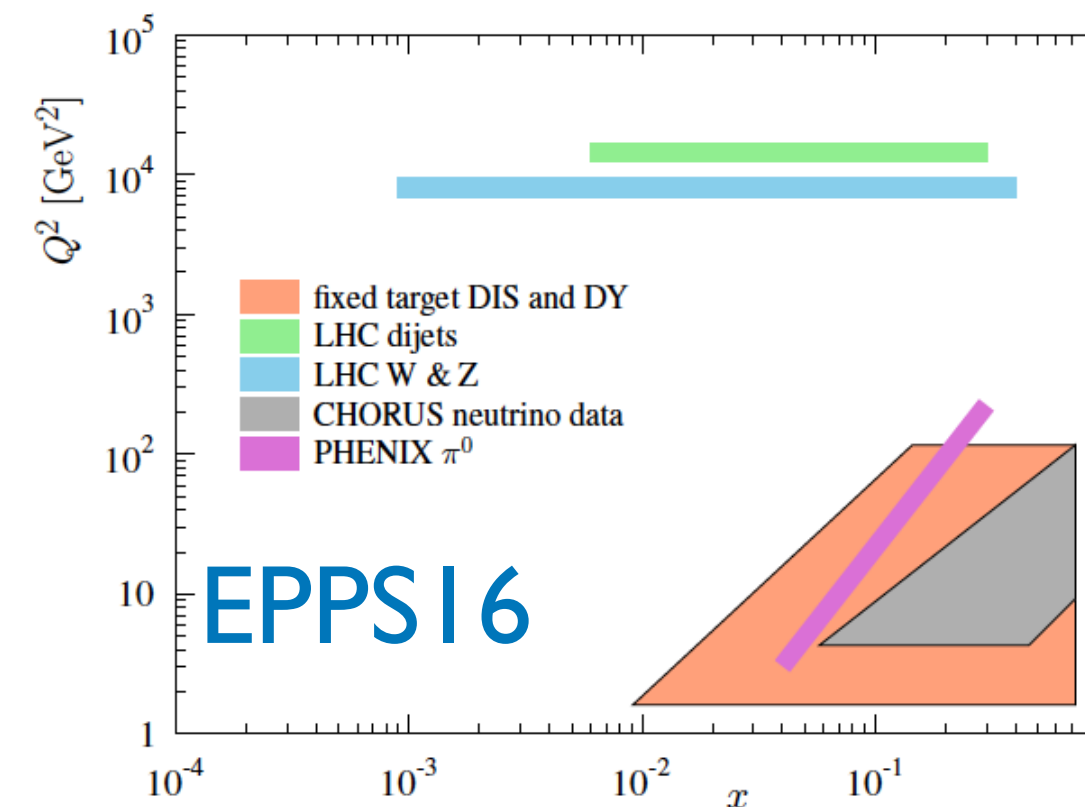 10^5
Q^2 [GeV^2]
10^4
fixed target DIS and DY
10^3
LHC dijets
LHC W & Z
CHORUS neutrino data
10^2
PHENIX π^0
10
EPPS16
1
10^-4
10^-3
10^-2
x
10^-1